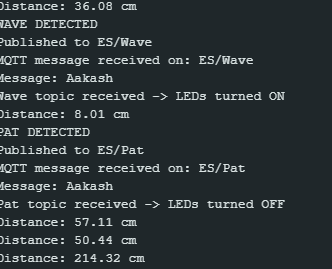 Distance: 36.08 cm
WAVE DETECTED
Published to ES/Wave
MQTT message received on: ES/Wave
Message: Aakash
Wave topic received -> LEDs turned ON
Distance: 8.01 cm
PAT DETECTED
Published to ES/Pat
MQTT message received on: ES/Pat
Message: Aakash
Pat topic received -> LEDs turned OFF
Distance: 57.11 cm
Distance: 50.44 cm
Distance: 214.32 cm